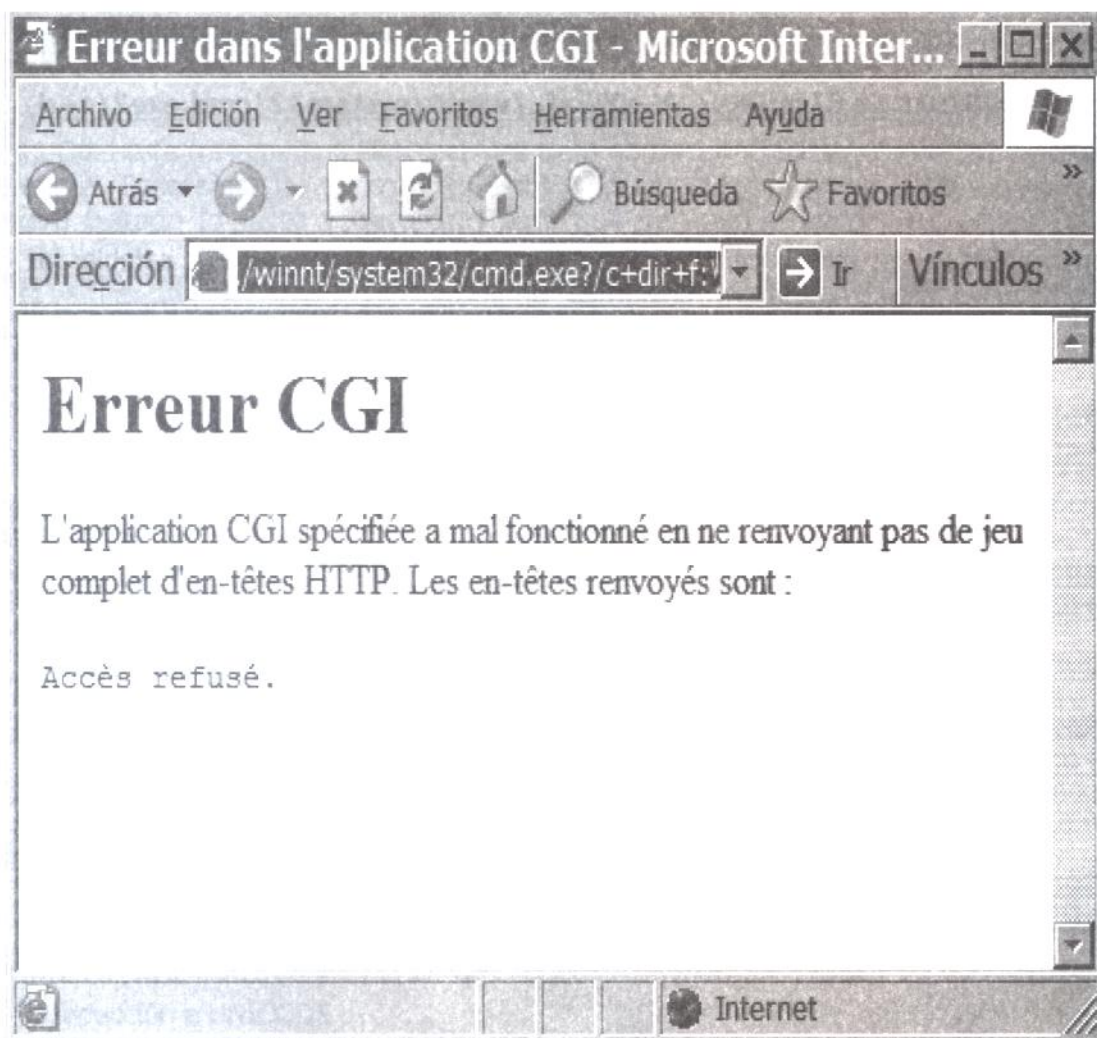 Erreur dans l'application CGI - Microsoft Inter...
Archivo Edición Ver Favoritos Herramientas Ayuda
Atrás Búsqueda Favoritos »
Dirección /winnt/system32/cmd.exe?/c+dir+f:\ Ir Vínculos »
Erreur CGI
L'application CGI spécifiée a mal fonctionné en ne renvoyant pas de jeu
complet d'en-têtes HTTP. Les en-têtes renvoyés sont :
Accès refusé.
Internet